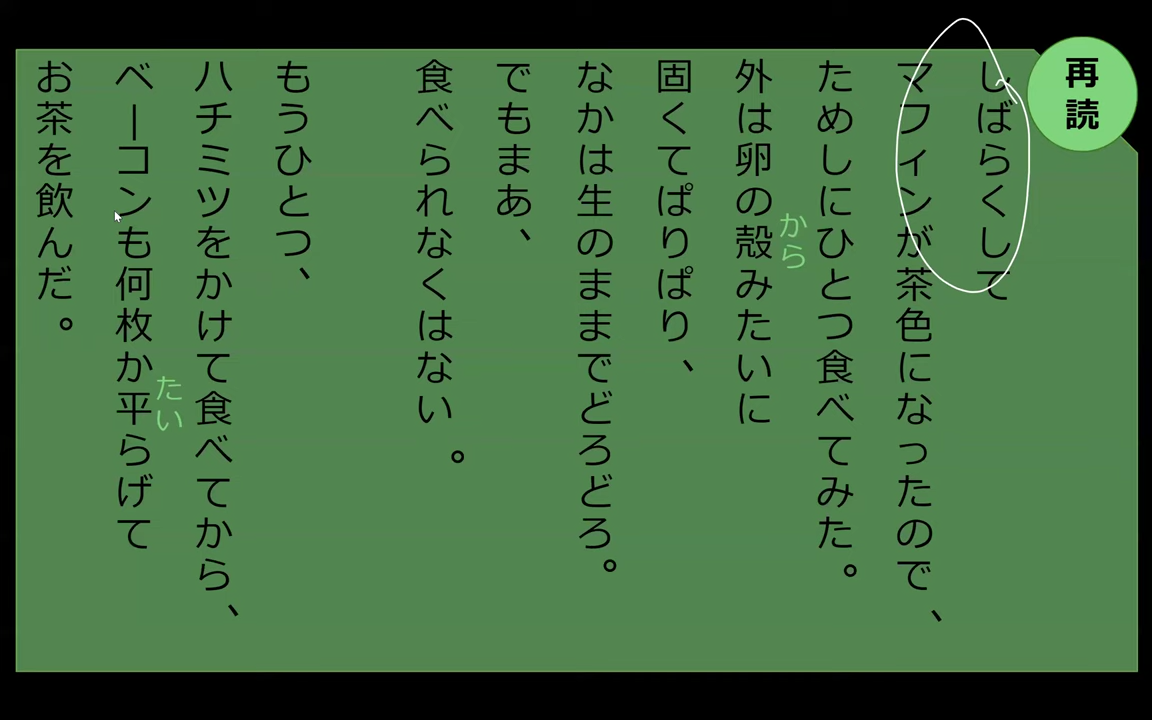 再読
しばらくして
マフィンが茶色になったので、
ためしにひとつ食べてみた。
外は卵の殻みたいに
から
固くてぱりぱり、
なかは生のままでどろどろ。
でもまあ、
食べられなくはない。
もうひとつ、
ハチミツをかけて食べてから、
ベーコンも何枚か平らげて
たい
お茶を飲んだ。